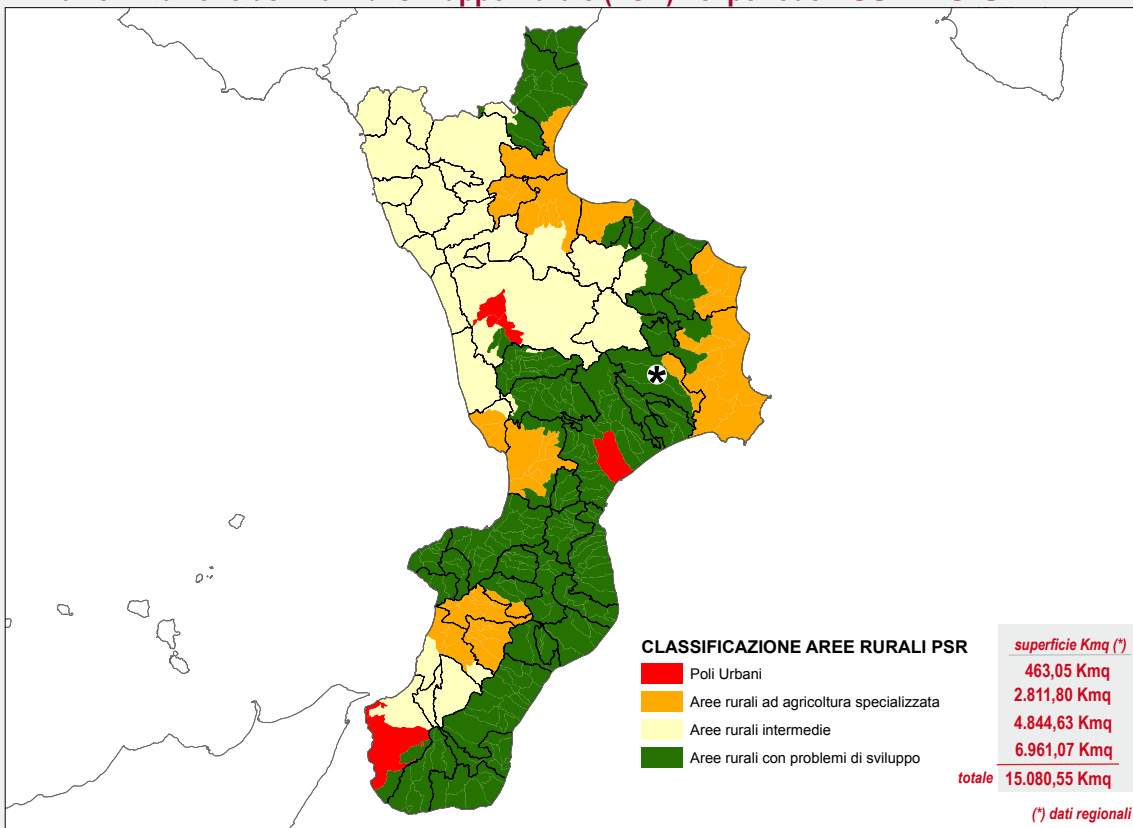 CLASSIFICAZIONE AREE RURALI PSR
superficie Kmq (*)
Poli Urbani
463,05 Kmq
Aree rurali ad agricoltura specializzata
2.811,80 Kmq
Aree rurali intermedie
4.844,63 Kmq
Aree rurali con problemi di sviluppo
6.961,07 Kmq
totale 15.080,55 Kmq
(*) dati regionali